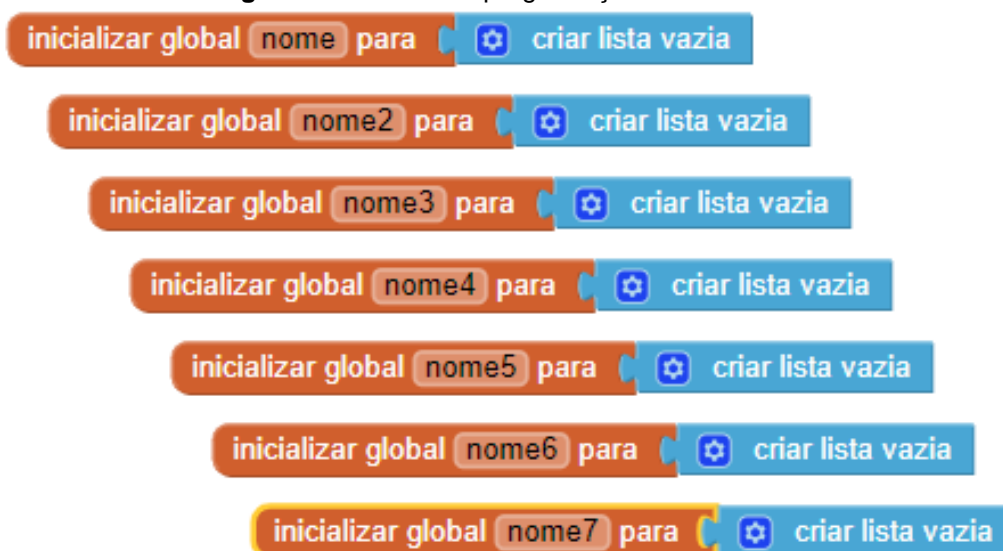 inicializar global nome para criar lista vazia
inicializar global nome2 para criar lista vazia
inicializar global nome3 para criar lista vazia
inicializar global nome4 para criar lista vazia
inicializar global nome5 para criar lista vazia
inicializar global nome6 para criar lista vazia
inicializar global nome7 para criar lista vazia